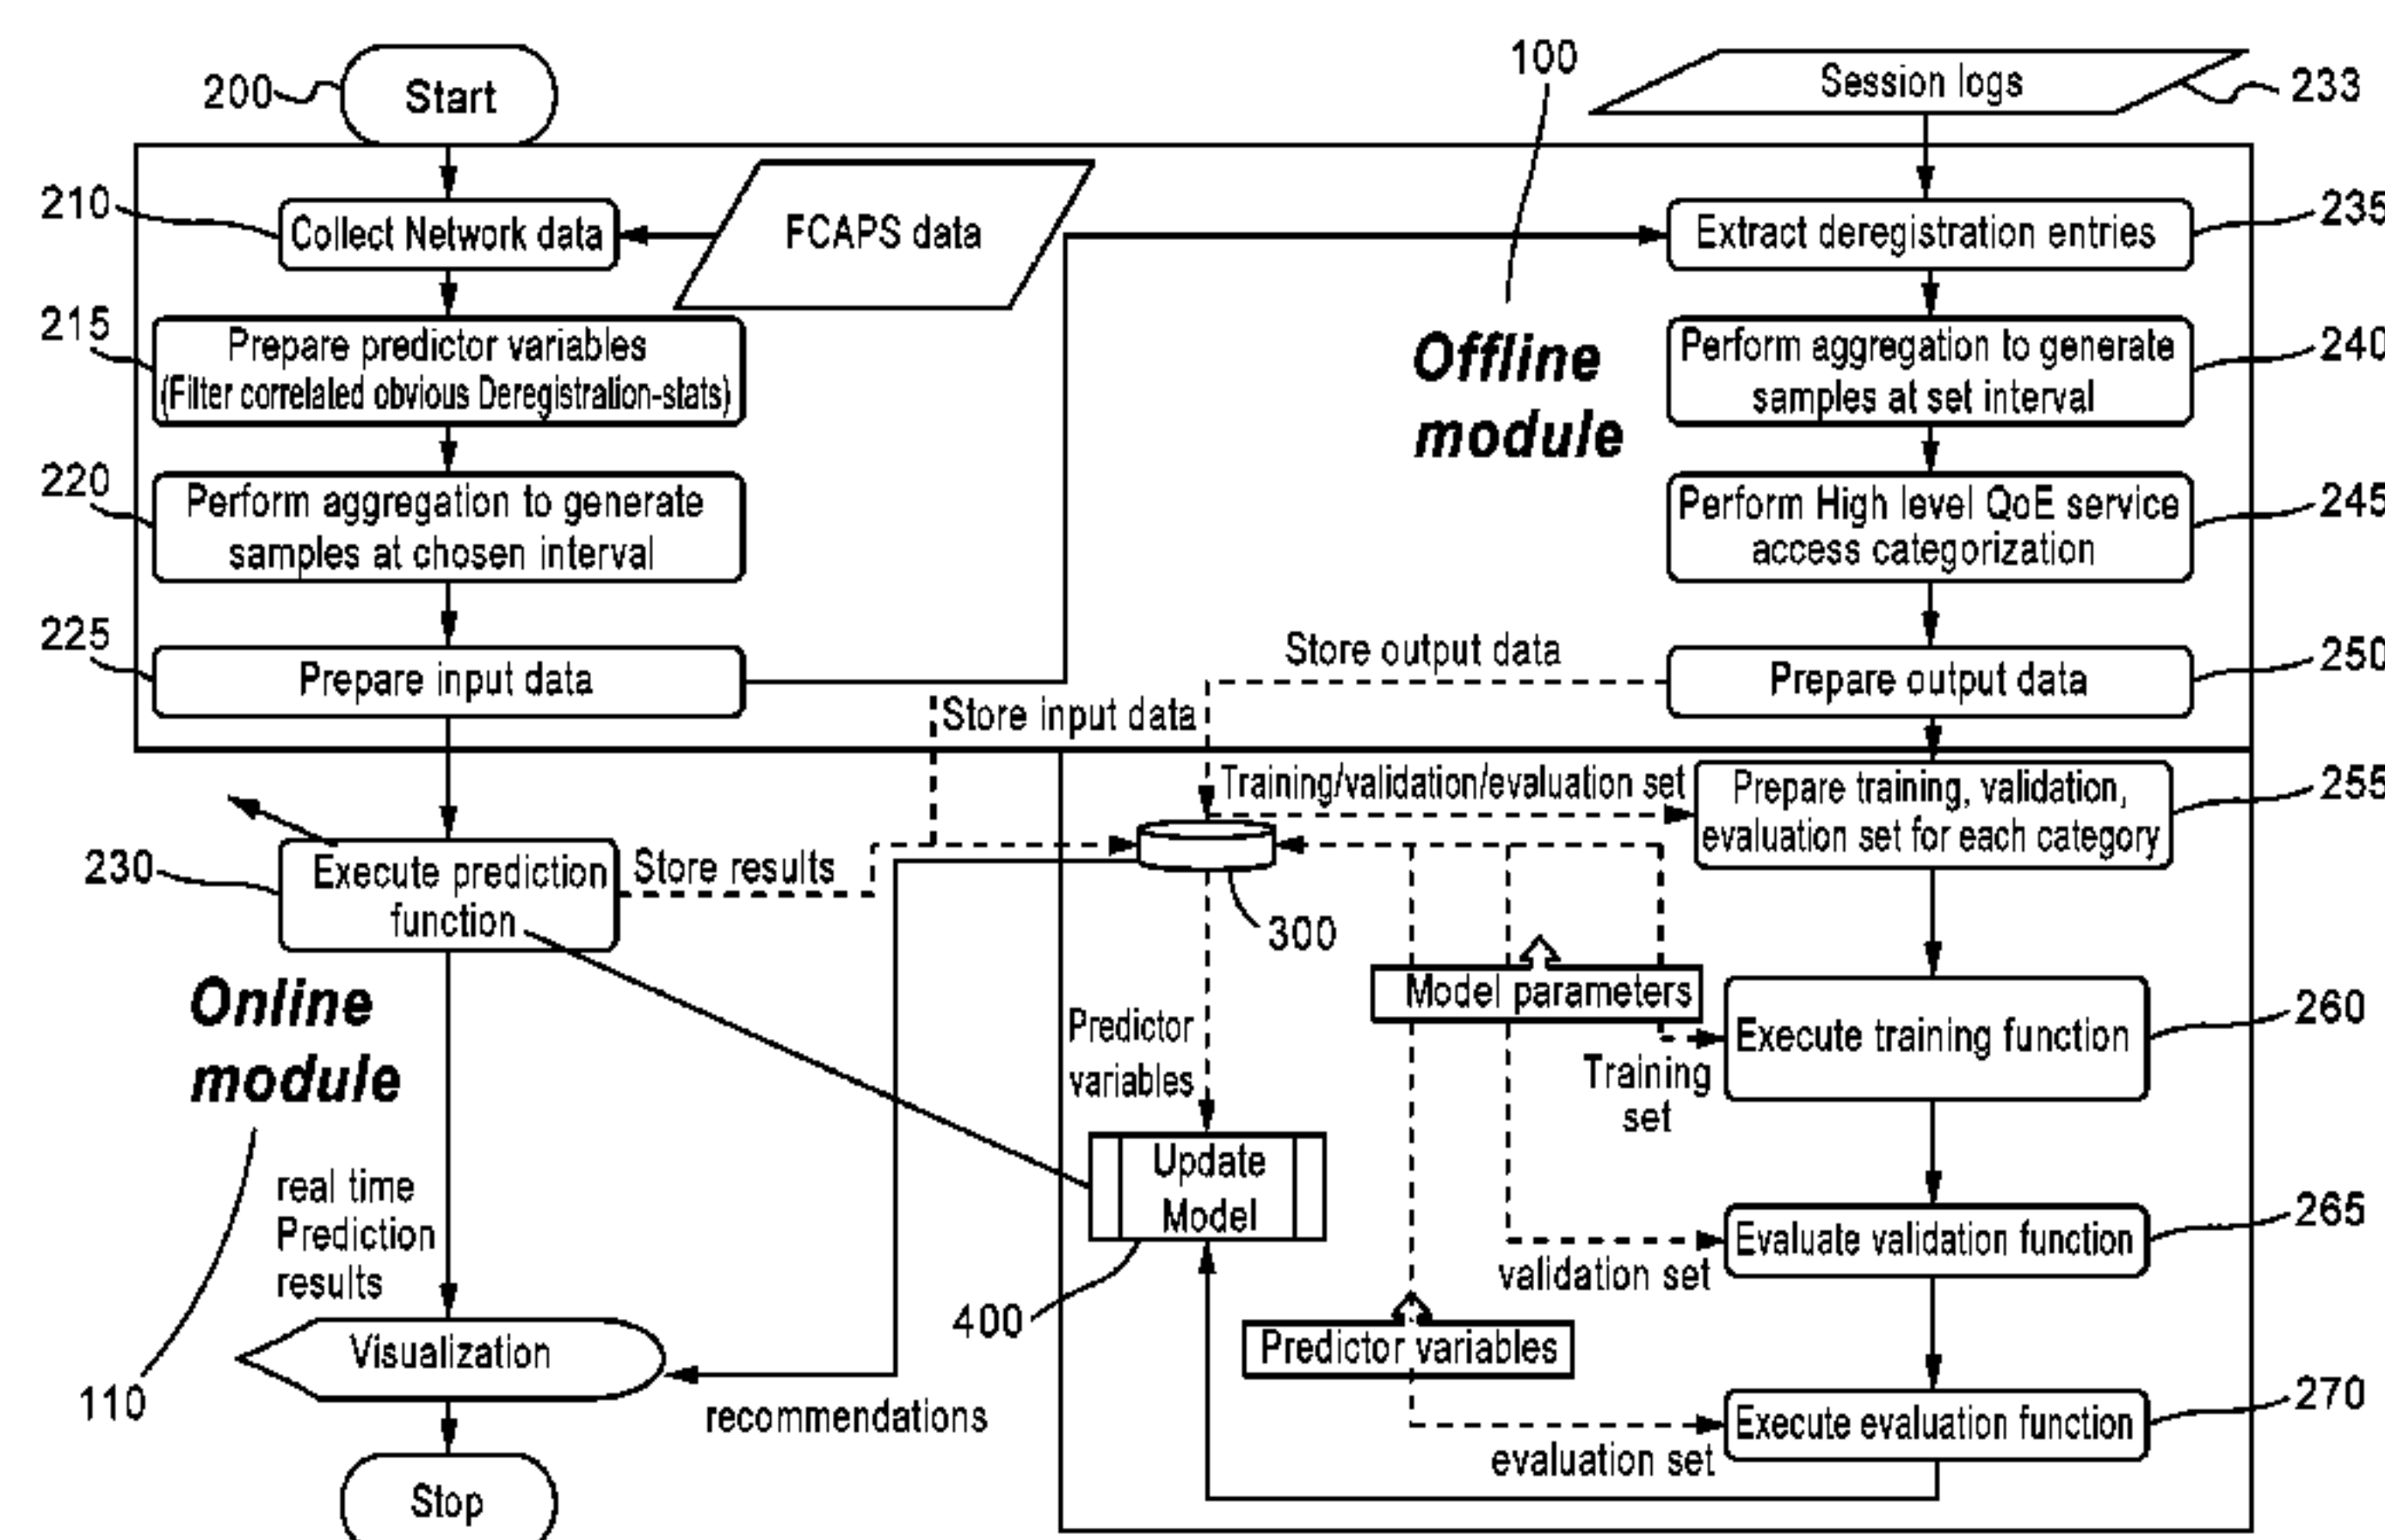 200
Start
100
Session logs
233
210
Collect Network data
FCAPS data
Extract deregistration entries
235
215
Prepare predictor variables
(Filter correlated obvious Deregistration-stats)
Offline
module
Perform aggregation to generate
samples at set interval
240
220
Perform aggregation to generate
samples at chosen interval
Perform High level QoE service
access categorization
245
225
Prepare input data
Store output data
Prepare output data
250
Store input data
Training/validation/evaluation set
Prepare training, validation,
evaluation set for each category
255
230
Execute prediction
function
Store results
300
Model parameters
Online
module
Predictor
variables
Execute training function
260
Training
set
Update
Model
real time
Prediction
results
Evaluate validation function
265
validation set
400
Visualization
Predictor variables
110
recommendations
Execute evaluation function
270
evaluation set
Stop